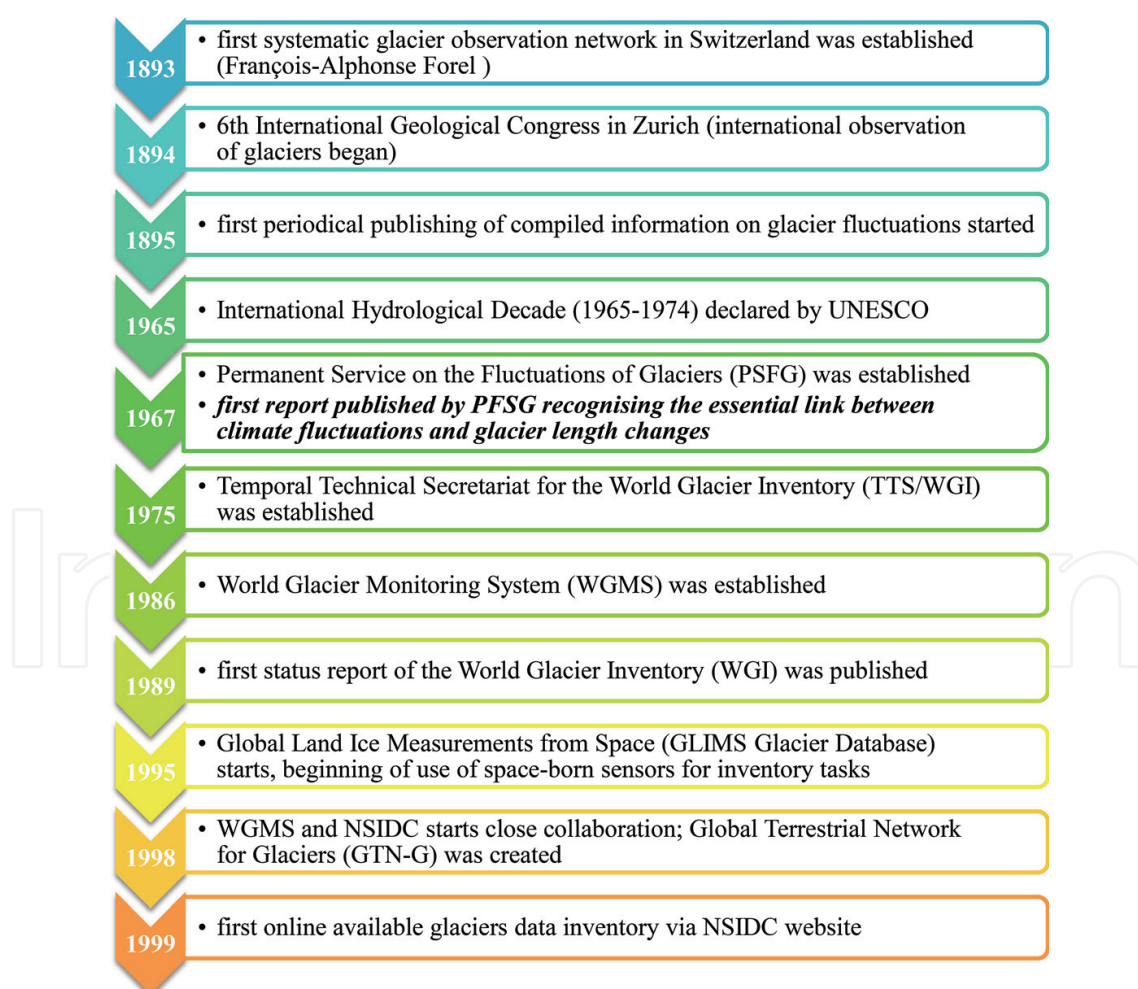 1893
• first systematic glacier observation network in Switzerland was established
(François-Alphonse Forel )
1894
• 6th International Geological Congress in Zurich (international observation
of glaciers began)
1895
• first periodical publishing of compiled information on glacier fluctuations started
1965
• International Hydrological Decade (1965-1974) declared by UNESCO
1967
• Permanent Service on the Fluctuations of Glaciers (PSFG) was established
• first report published by PFSG recognising the essential link between
climate fluctuations and glacier length changes
1975
• Temporal Technical Secretariat for the World Glacier Inventory (TTS/WGI)
was established
1986
• World Glacier Monitoring System (WGMS) was established
1989
• first status report of the World Glacier Inventory (WGI) was published
1995
• Global Land Ice Measurements from Space (GLIMS Glacier Database)
starts, beginning of use of space-born sensors for inventory tasks
1998
• WGMS and NSIDC starts close collaboration; Global Terrestrial Network
for Glaciers (GTN-G) was created
1999
• first online available glaciers data inventory via NSIDC website